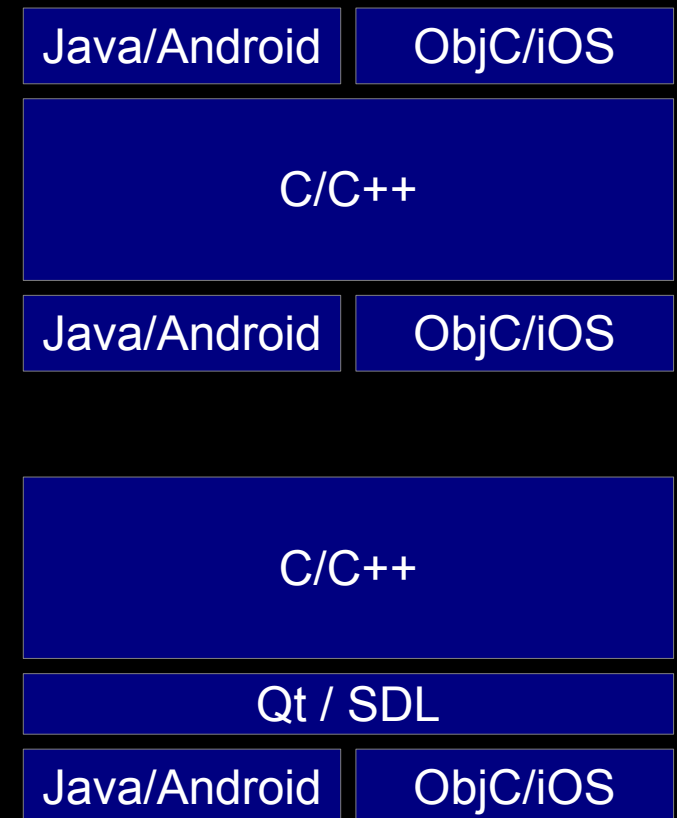 Java/Android ObjC/iOS
C/C++
Java/Android ObjC/iOS
C/C++
Qt / SDL
Java/Android ObjC/iOS